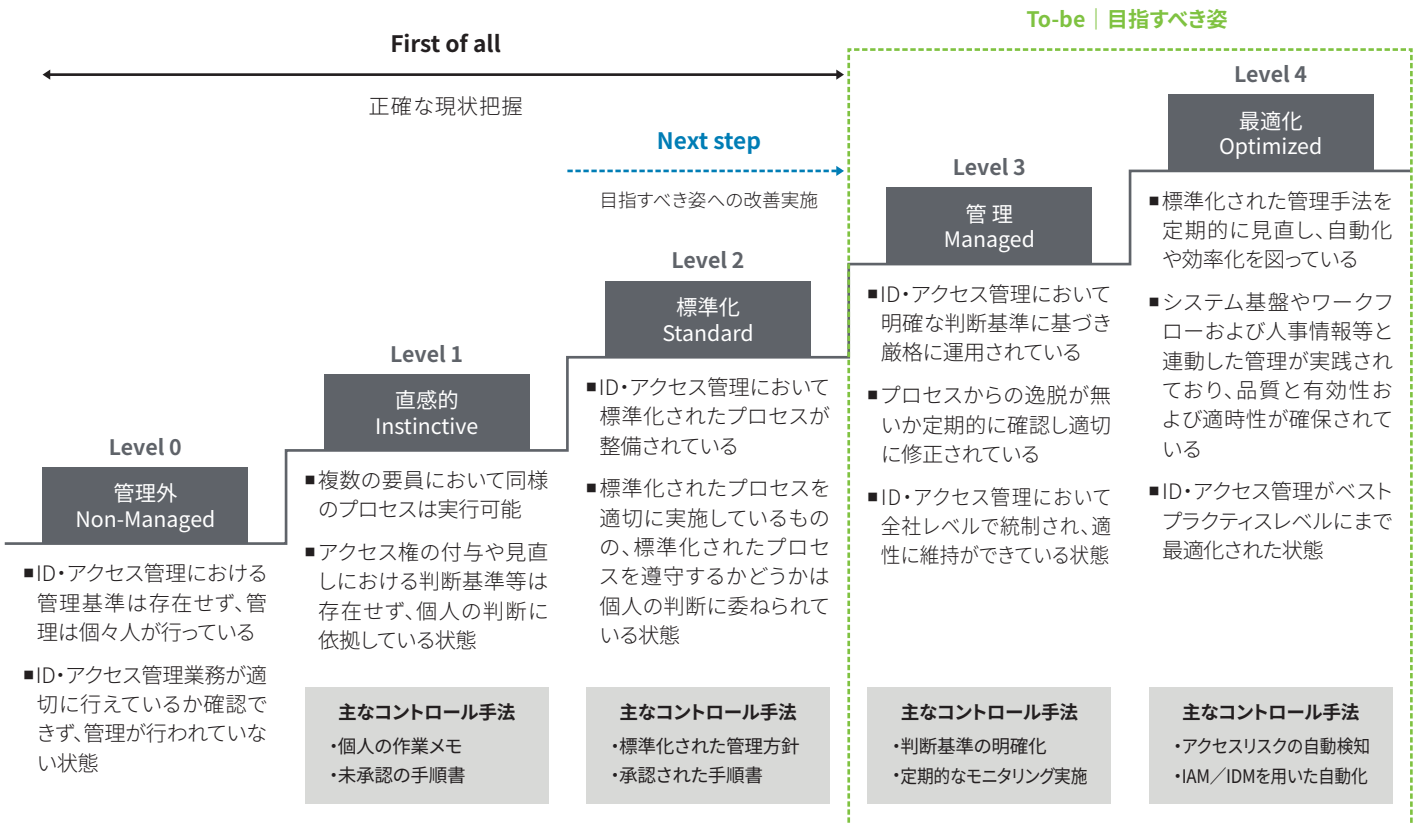 To-be｜目指すべき姿
First of all
正確な現状把握
Next step
目指すべき姿への改善実施
Level 0
管理外
Non-Managed
■ID・アクセス管理における
管理基準は存在せず、管
理は個々人が行っている
■ID・アクセス管理業務が適
切に行えているか確認で
きず、管理が行われていな
い状態
Level 1
直感的
Instinctive
■複数の要員において同様
のプロセスは実行可能
■アクセス権の付与や見直
しにおける判断基準等は
存在せず、個人の判断に
依拠している状態
主なコントロール手法
・個人の作業メモ
・未承認の手順書
Level 2
標準化
Standard
■ID・アクセス管理において
標準化されたプロセスが
整備されている
■標準化されたプロセスを
適切に実施しているもの
の、標準化されたプロセ
スを遵守するかどうかは
個人の判断に委ねられて
いる状態
主なコントロール手法
・標準化された管理方針
・承認された手順書
Level 3
管 理
Managed
■ID・アクセス管理において
明確な判断基準に基づき
厳格に運用されている
■プロセスからの逸脱が無
いか定期的に確認し適切
に修正されている
■ID・アクセス管理において
全社レベルで統制され、適
性に維持ができている状態
主なコントロール手法
・判断基準の明確化
・定期的なモニタリング実施
Level 4
最適化
Optimized
■標準化された管理手法を
定期的に見直し、自動化
や効率化を図っている
■システム基盤やワークフ
ローおよび人事情報等と
連動した管理が実践され
ており、品質と有効性お
よび適時性が確保されて
いる
■ID・アクセス管理がベスト
プラクティスレベルにまで
最適化された状態
主なコントロール手法
・アクセスリスクの自動検知
・IAM／IDMを用いた自動化